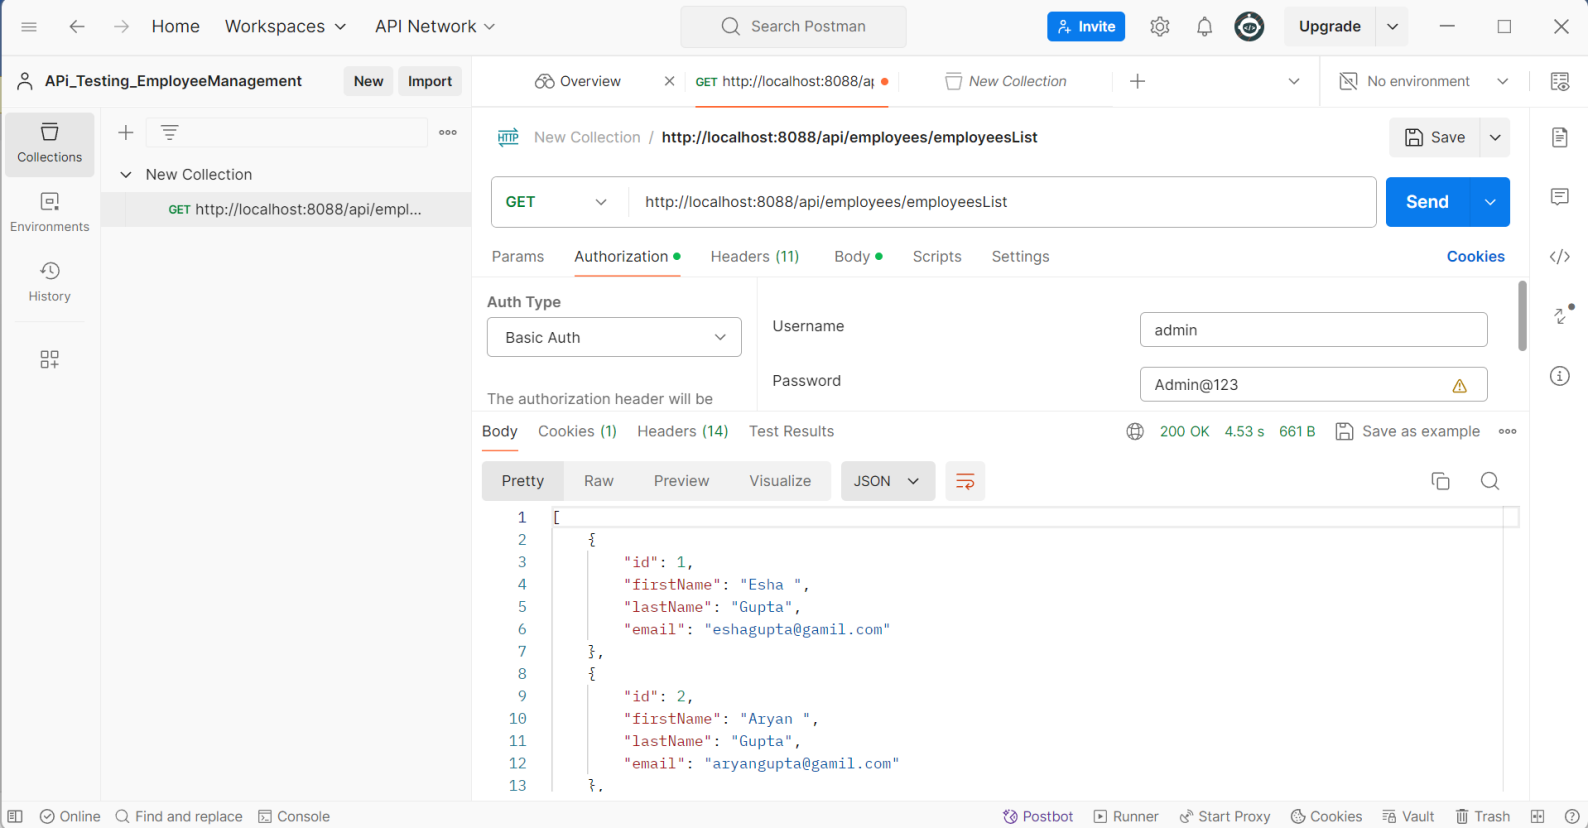 Home Workspaces API Network Search Postman Invite Upgrade
APi_Testing_EmployeeManagement New Import Overview GET http://localhost:8088/ap New Collection No environment
Collections
Environments
History
New Collection
GET http://localhost:8088/api/empl...
HTTP New Collection / http://localhost:8088/api/employees/employeesList Save
GET http://localhost:8088/api/employees/employeesList Send
Params Authorization Headers (11) Body Scripts Settings Cookies
Auth Type
Basic Auth
The authorization header will be
Username admin
Password Admin@123
Body Cookies (1) Headers (14) Test Results 200 OK 4.53 s 661 B Save as example
Pretty Raw Preview Visualize JSON
1 [
2 {
3 "id": 1,
4 "firstName": "Esha ",
5 "lastName": "Gupta",
6 "email": "eshagupta@gamil.com"
7 },
8 {
9 "id": 2,
10 "firstName": "Aryan ",
11 "lastName": "Gupta",
12 "email": "aryangupta@gamil.com"
13 },
Online Find and replace Console Postbot Runner Start Proxy Cookies Vault Trash